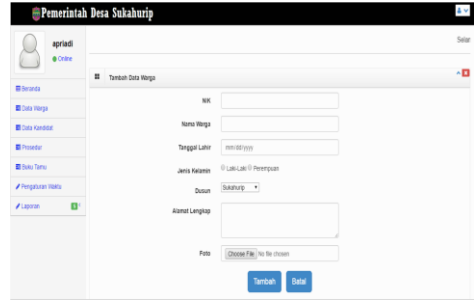 Pemerintah Desa Sukahurip
apriadi
Online
Selar
Beranda
Data Warga
Data Kandidat
Prosedur
Buku Tamu
Pengaturan Waktu
Laporan
Tambah Data Warga
NIK
Nama Warga
Tanggal Lahir
mm/dd/yyyy
Jenis Kelamin
Laki-Laki Perempuan
Dusun
Sukahurip
Alamat Lengkap
Foto
Choose File No file chosen
Tambah Batal